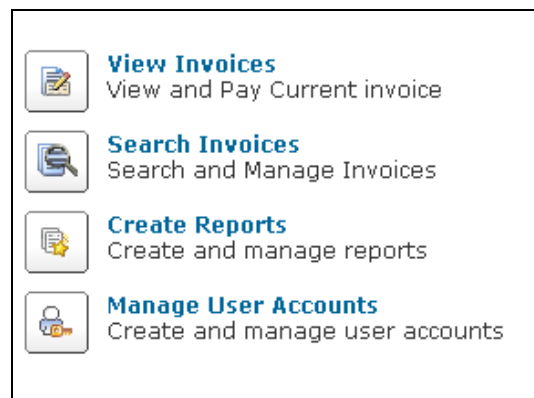 View Invoices
View and Pay Current invoice
Search Invoices
Search and Manage Invoices
Create Reports
Create and manage reports
Manage User Accounts
Create and manage user accounts